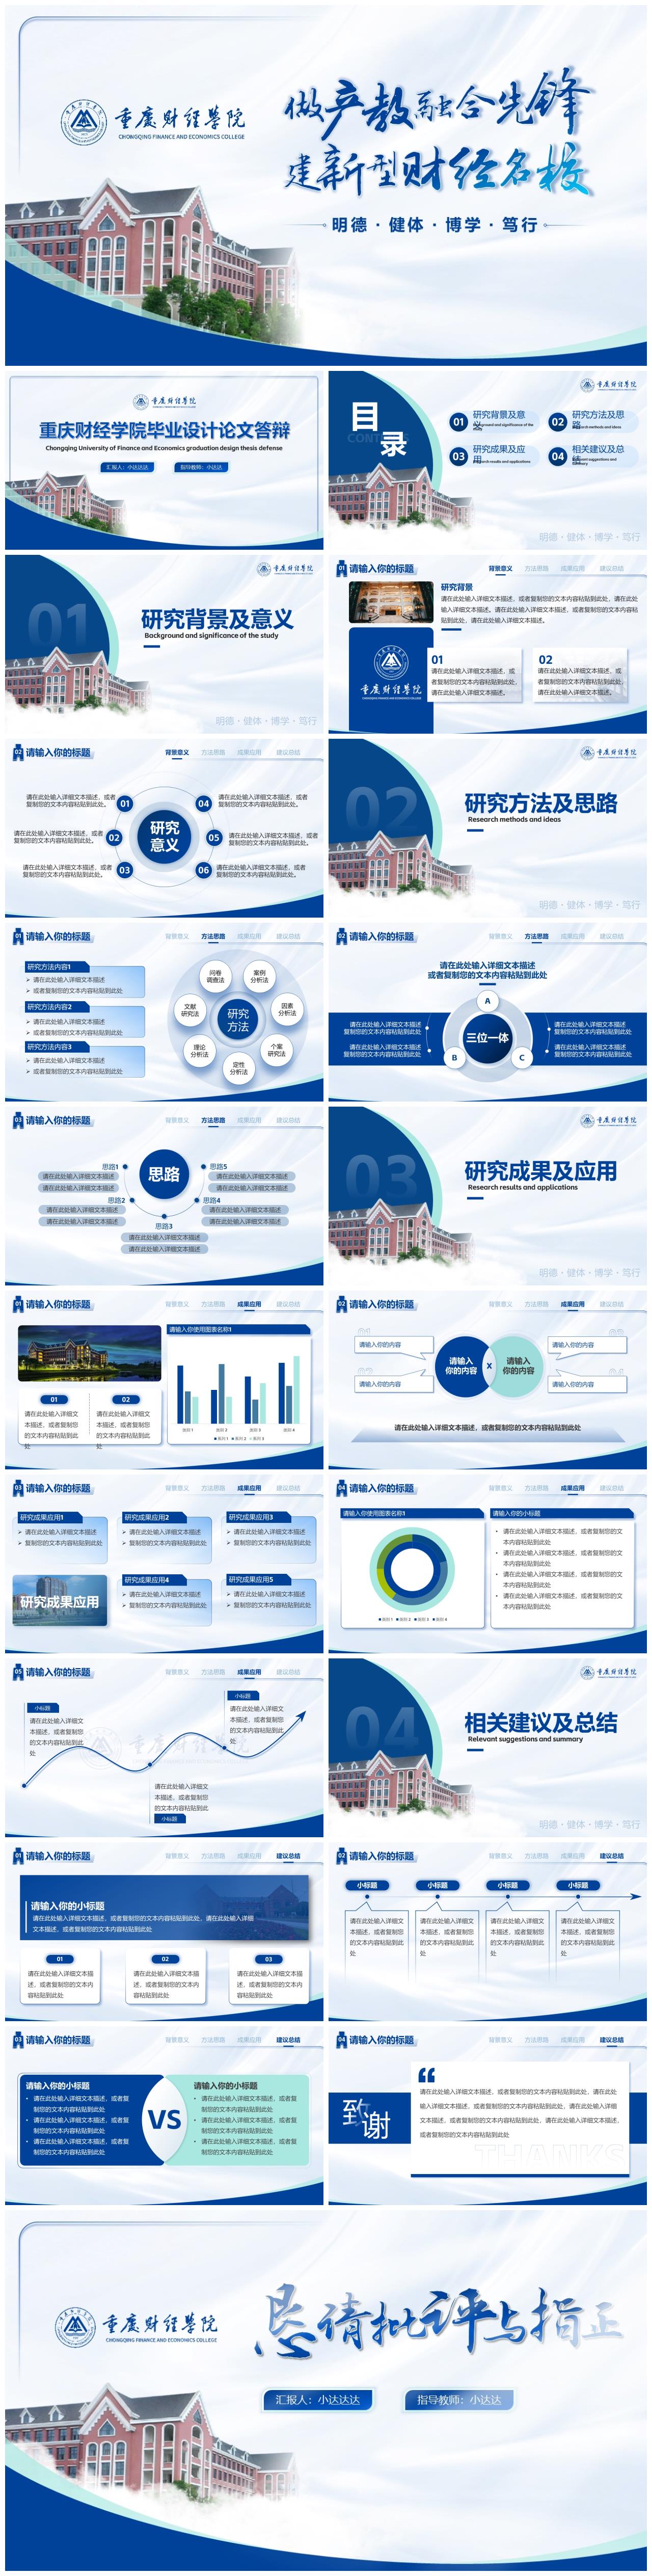 重庆财经学院
CHONGQING FINANCE AND ECONOMICS COLLEGE
做产教融合先锋
建新型财经名校
明德·健体·博学·笃行
重庆财经学院
重庆财经学院毕业设计论文答辩
Chongqing University of Finance and Economics graduation design thesis defense
汇报人：小达达达
指导教师：小达达
目录
重庆财经学院
01
研究背景及意义
02
研究方法及思路
Research methods and ideas
03
研究成果及应用
Research results and applications
04
相关建议及总结
明德·健体·博学·笃行
重庆财经学院
01
研究背景及意义
Background and significance of the study
明德·健体·博学·笃行
01 请输入你的标题
背景意义 方法思路 成果应用 建议总结
研究背景
请在此处输入详细文本描述，或者复制您的文本内容粘贴到此处，请在此处
输入详细文本描述。请在此处输入详细文本描述，或者复制您的文本内容粘
贴到此处，请在此处输入详细文本描述。
重庆财经学院
01
请在此处输入详细文本描述，或
者复制您的文本内容粘贴到此处，
请在此处输入详细文本描述。
02
请在此处输入详细文本描述，或
者复制您的文本内容粘贴到此处，
请在此处输入详细文本描述。
02 请输入你的标题
背景意义 方法思路 成果应用 建议总结
研究
意义
01
请在此处输入详细文本描述，或者
复制您的文本内容粘贴到此处。
02
请在此处输入详细文本描述，或者
复制您的文本内容粘贴到此处。
03
请在此处输入详细文本描述，或者
复制您的文本内容粘贴到此处。
04
请在此处输入详细文本描述，或者
复制您的文本内容粘贴到此处。
05
请在此处输入详细文本描述，或者
复制您的文本内容粘贴到此处。
06
请在此处输入详细文本描述，或者
复制您的文本内容粘贴到此处。
重庆财经学院
02
研究方法及思路
Research methods and ideas
明德·健体·博学·笃行
01 请输入你的标题
背景意义 方法思路 成果应用 建议总结
研究方法内容1
请在此处输入详细文本描述
或者复制您的文本内容粘贴到此处
研究方法内容2
请在此处输入详细文本描述
或者复制您的文本内容粘贴到此处
研究方法内容3
请在此处输入详细文本描述
或者复制您的文本内容粘贴到此处
研究
方法
问卷
调查法
案例
分析法
文献
研究法
因素
分析法
理论
分析法
个案
研究法
定性
分析法
02 请输入你的标题
背景意义 方法思路 成果应用 建议总结
请在此处输入详细文本描述
或者复制您的文本内容粘贴到此处
三位一体
A
B
C
请在此处输入详细文本描述
复制您的文本内容粘贴到此处
请在此处输入详细文本描述
复制您的文本内容粘贴到此处
请在此处输入详细文本描述
复制您的文本内容粘贴到此处
请在此处输入详细文本描述
复制您的文本内容粘贴到此处
03 请输入你的标题
背景意义 方法思路 成果应用 建议总结
思路
思路1
请在此处输入详细文本描述
请在此处输入详细文本描述
思路2
请在此处输入详细文本描述
请在此处输入详细文本描述
思路3
请在此处输入详细文本描述
请在此处输入详细文本描述
思路4
请在此处输入详细文本描述
请在此处输入详细文本描述
思路5
请在此处输入详细文本描述
请在此处输入详细文本描述
重庆财经学院
03
研究成果及应用
Research results and applications
明德·健体·博学·笃行
01 请输入你的标题
背景意义 方法思路 成果应用 建议总结
请输入你使用图表名称1
01
请在此处输入详细文
本描述，或者复制您
的文本内容粘贴到此
处
02
请在此处输入详细文
本描述，或者复制您
的文本内容粘贴到此
处
02 请输入你的标题
背景意义 方法思路 成果应用 建议总结
请输入你的内容
请输入你的内容
请输入
你的内容
X
请输入
你的内容
请输入你的内容
请输入你的内容
请在此处输入详细文本描述，或者复制您的文本内容粘贴到此处
03 请输入你的标题
背景意义 方法思路 成果应用 建议总结
研究成果应用1
请在此处输入详细文本描述
复制您的文本内容粘贴到此处
研究成果应用2
请在此处输入详细文本描述
复制您的文本内容粘贴到此处
研究成果应用3
请在此处输入详细文本描述
复制您的文本内容粘贴到此处
研究成果应用
研究成果应用4
请在此处输入详细文本描述
复制您的文本内容粘贴到此处
研究成果应用5
请在此处输入详细文本描述
复制您的文本内容粘贴到此处
04 请输入你的标题
背景意义 方法思路 成果应用 建议总结
请输入你使用图表名称1
请输入你的小标题
请在此处输入详细文本描述，或者复制您的文
本内容粘贴到此处
请在此处输入详细文本描述，或者复制您的文
本内容粘贴到此处
请在此处输入详细文本描述，或者复制您的文
本内容粘贴到此处
请在此处输入详细文本描述，或者复制您的文
本内容粘贴到此处
05 请输入你的标题
背景意义 方法思路 成果应用 建议总结
小标题
请在此处输入详细文
本描述，或者复制您
的文本内容粘贴到此
处
小标题
请在此处输入详细文
本描述，或者复制您
的文本内容粘贴到此
处
请在此处输入详细文
本描述，或者复制您
的文本内容粘贴到此
小标题
重庆财经学院
04
相关建议及总结
Relevant suggestions and summary
明德·健体·博学·笃行
01 请输入你的标题
背景意义 方法思路 成果应用 建议总结
请输入你的小标题
请在此处输入详细文本描述，或者复制您的文本内容粘贴到此处，请在此处输入详细
文本描述，或者复制您的文本内容粘贴到此处
01
请在此处输入详细文本描
述，或者复制您的文本内
容粘贴到此处
02
请在此处输入详细文本描
述，或者复制您的文本内
容粘贴到此处
03
请在此处输入详细文本描
述，或者复制您的文本内
容粘贴到此处
02 请输入你的标题
背景意义 方法思路 成果应用 建议总结
小标题
请在此处输入详细文
本描述，或者复制您
的文本内容粘贴到此
处
小标题
请在此处输入详细文
本描述，或者复制您
的文本内容粘贴到此
处
小标题
请在此处输入详细文
本描述，或者复制您
的文本内容粘贴到此
处
小标题
请在此处输入详细文
本描述，或者复制您
的文本内容粘贴到此
处
03 请输入你的标题
背景意义 方法思路 成果应用 建议总结
请输入你的小标题
请在此处输入详细文本描述，或者复
制您的文本内容粘贴到此处
请在此处输入详细文本描述，或者复
制您的文本内容粘贴到此处
请在此处输入详细文本描述，或者复
制您的文本内容粘贴到此处
VS
请输入你的小标题
请在此处输入详细文本描述，或者复
制您的文本内容粘贴到此处
请在此处输入详细文本描述，或者复
制您的文本内容粘贴到此处
请在此处输入详细文本描述，或者复
制您的文本内容粘贴到此处
04 请输入你的标题
背景意义 方法思路 成果应用 建议总结
致谢
请在此处输入详细文本描述，或者复制您的文本内容粘贴到此处，请在此处
输入详细文本描述，或者复制您的文本内容粘贴到此处，请在此处输入详细
文本描述，或者复制您的文本内容粘贴到此处，请在此处输入详细文本描述，
或者复制您的文本内容粘贴到此处
THANKS
重庆财经学院
CHONGQING FINANCE AND ECONOMICS COLLEGE
恳请批评与指正
汇报人：小达达达
指导教师：小达达